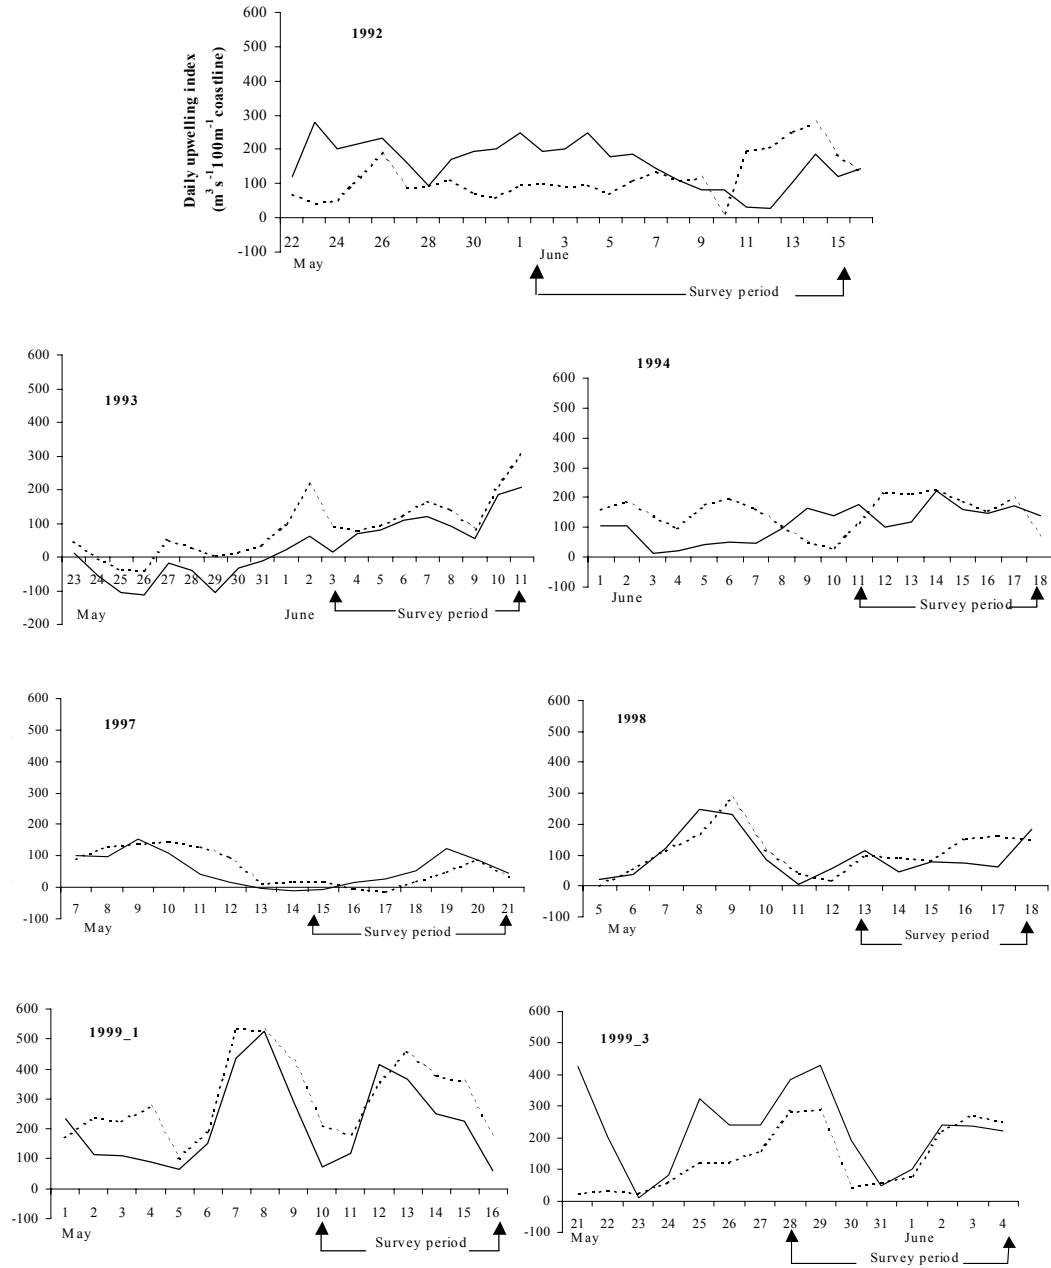 600
1992
500
400
300
200
100
0
-100
Daily upwelling index
(m³ s⁻¹100m⁻¹ coastline)
22 24 26 28 30 1 3 5 7 9 11 13 15
May June
Survey period
600
1993
500
400
300
200
100
0
-100
-200
23 24 25 26 27 28 29 30 31 1 2 3 4 5 6 7 8 9 10 11
May June
Survey period
1994
600
500
400
300
200
100
0
-100
1 2 3 4 5 6 7 8 9 10 11 12 13 14 15 16 17 18
June
Survey period
600
1997
500
400
300
200
100
0
-100
7 8 9 10 11 12 13 14 15 16 17 18 19 20 21
May
Survey period
600
1998
500
400
300
200
100
0
-100
5 6 7 8 9 10 11 12 13 14 15 16 17 18
May
Survey period
600
1999_1
500
400
300
200
100
0
-100
1 2 3 4 5 6 7 8 9 10 11 12 13 14 15 16
May
Survey period
600
1999_3
500
400
300
200
100
0
-100
21 22 23 24 25 26 27 28 29 30 31 1 2 3 4
May June
Survey period